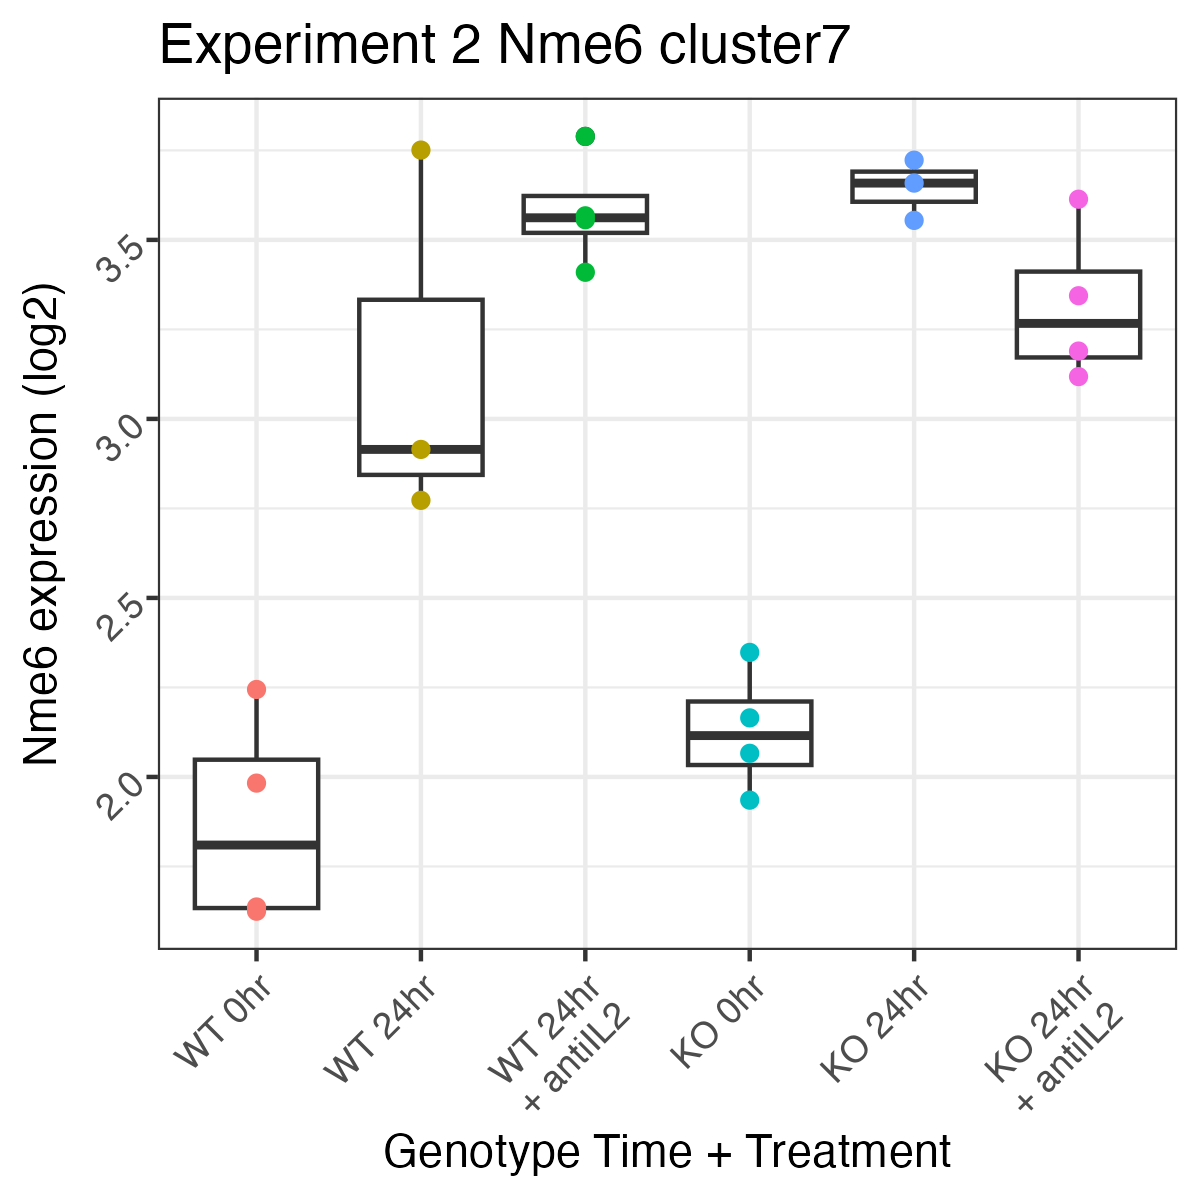 Experiment 2 Nme6 cluster7
Nme6 expression (log2)
3.5
3.0
2.5
2.0
WT 0hr
WT 24hr
WT 24hr
+ antiIL2
KO 0hr
KO 24hr
KO 24hr
+ antiIL2
Genotype Time + Treatment